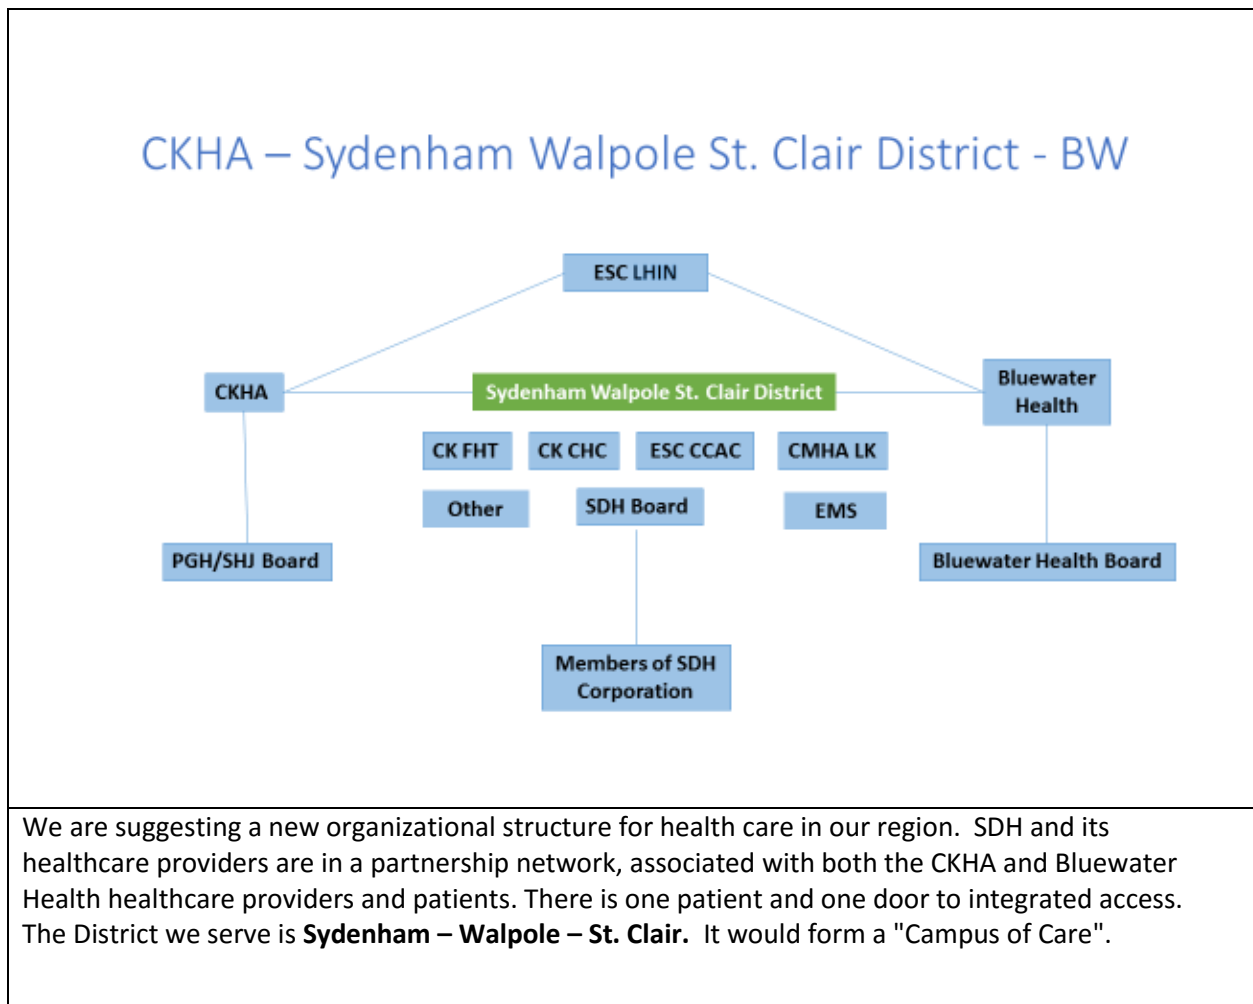 CKHA – Sydenham Walpole St. Clair District - BW
ESC LHIN
CKHA
Sydenham Walpole St. Clair District
Bluewater
Health
CK FHT
CK CHC
ESC CCAC
CMHA LK
Other
SDH Board
EMS
PGH/SHJ Board
Bluewater Health Board
Members of SDH
Corporation
We are suggesting a new organizational structure for health care in our region.  SDH and its
healthcare providers are in a partnership network, associated with both the CKHA and Bluewater
Health healthcare providers and patients. There is one patient and one door to integrated access.
The District we serve is Sydenham – Walpole – St. Clair.  It would form a "Campus of Care".